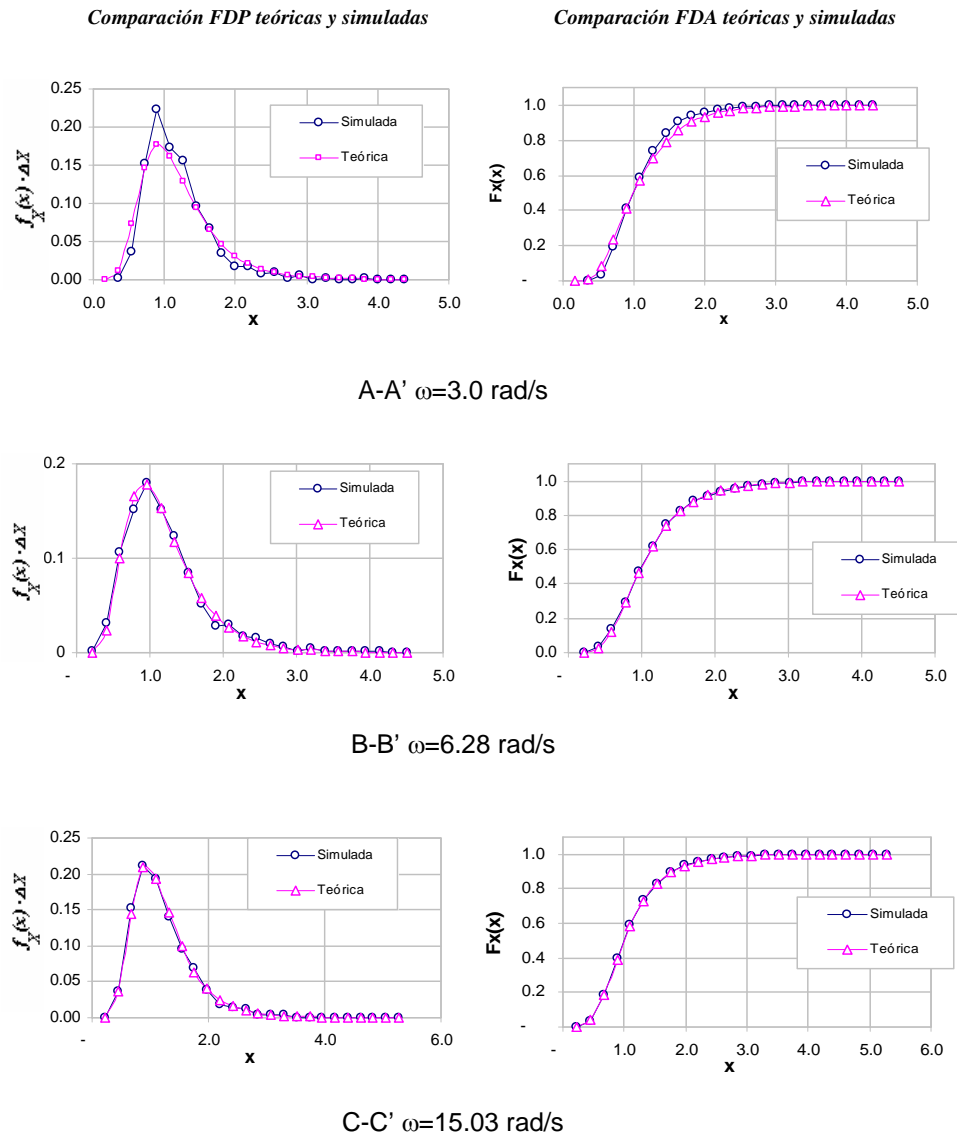 Comparación FDP teóricas y simuladas
Comparación FDA teóricas y simuladas
0.25
0.20
0.15
0.10
0.05
0.00
0.0 1.0 2.0 3.0 4.0 5.0
f_X(x) · ΔX
x
Simulada
Teórica
1.0
0.8
0.6
0.4
0.2
-
0.0 1.0 2.0 3.0 4.0 5.0
Fx(x)
x
Simulada
Teórica
A-A’ ω=3.0 rad/s
0.2
0.1
0
- 1.0 2.0 3.0 4.0 5.0
f_X(x) · ΔX
x
Simulada
Teórica
1.0
0.8
0.6
0.4
0.2
0.0
- 1.0 2.0 3.0 4.0 5.0
Fx(x)
x
Simulada
Teórica
B-B’ ω=6.28 rad/s
0.25
0.20
0.15
0.10
0.05
0.00
- 2.0 4.0 6.0
f_X(x) · ΔX
x
Simulada
Teórica
1.0
0.8
0.6
0.4
0.2
-
- 1.0 2.0 3.0 4.0 5.0 6.0
Fx(x)
x
Simulada
Teórica
C-C’ ω=15.03 rad/s